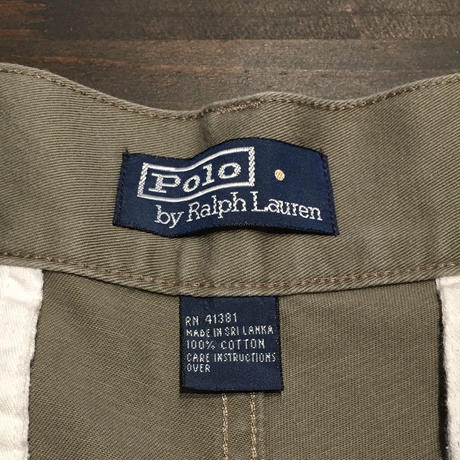 Polo
by Ralph Lauren
RN 41381
MADE IN SRI LANKA
100% COTTON
CARE INSTRUCTIONS
OVER